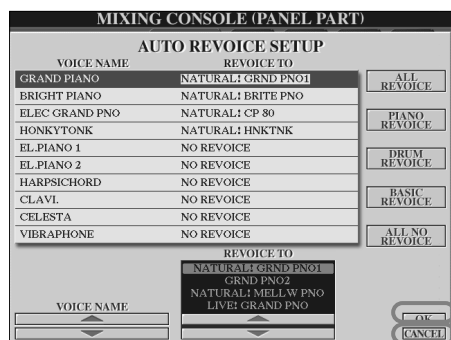 MIXING CONSOLE (PANEL PART)
AUTO REVOICE SETUP
VOICE NAME REVOICE TO
GRAND PIANO NATURAL! GRND PNO1
BRIGHT PIANO NATURAL! BRITE PNO
ELEC GRAND PNO NATURAL! CP 80
HONKYTONK NATURAL! HNKTNK
EL.PIANO 1 NO REVOICE
EL.PIANO 2 NO REVOICE
HARPSICHORD NO REVOICE
CLAVI. NO REVOICE
CELESTA NO REVOICE
VIBRAPHONE NO REVOICE
ALL
REVOICE
PIANO
REVOICE
DRUM
REVOICE
BASIC
REVOICE
ALL NO
REVOICE
REVOICE TO
NATURAL! GRND PNO1
GRND PNO2
NATURAL! MELLW PNO
LIVE! GRAND PNO
VOICE NAME
OK
CANCEL